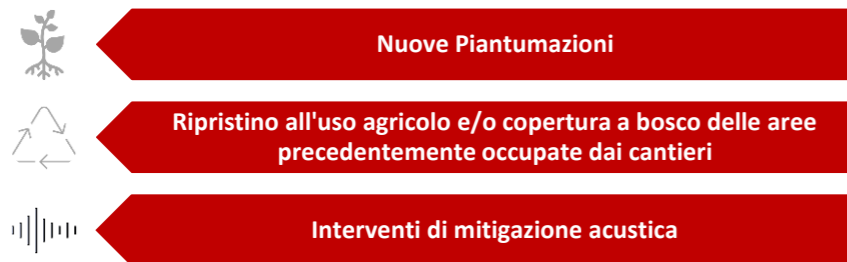 Nuove Piantumazioni
Ripristino all'uso agricolo e/o copertura a bosco delle aree
precedentemente occupate dai cantieri
Interventi di mitigazione acustica